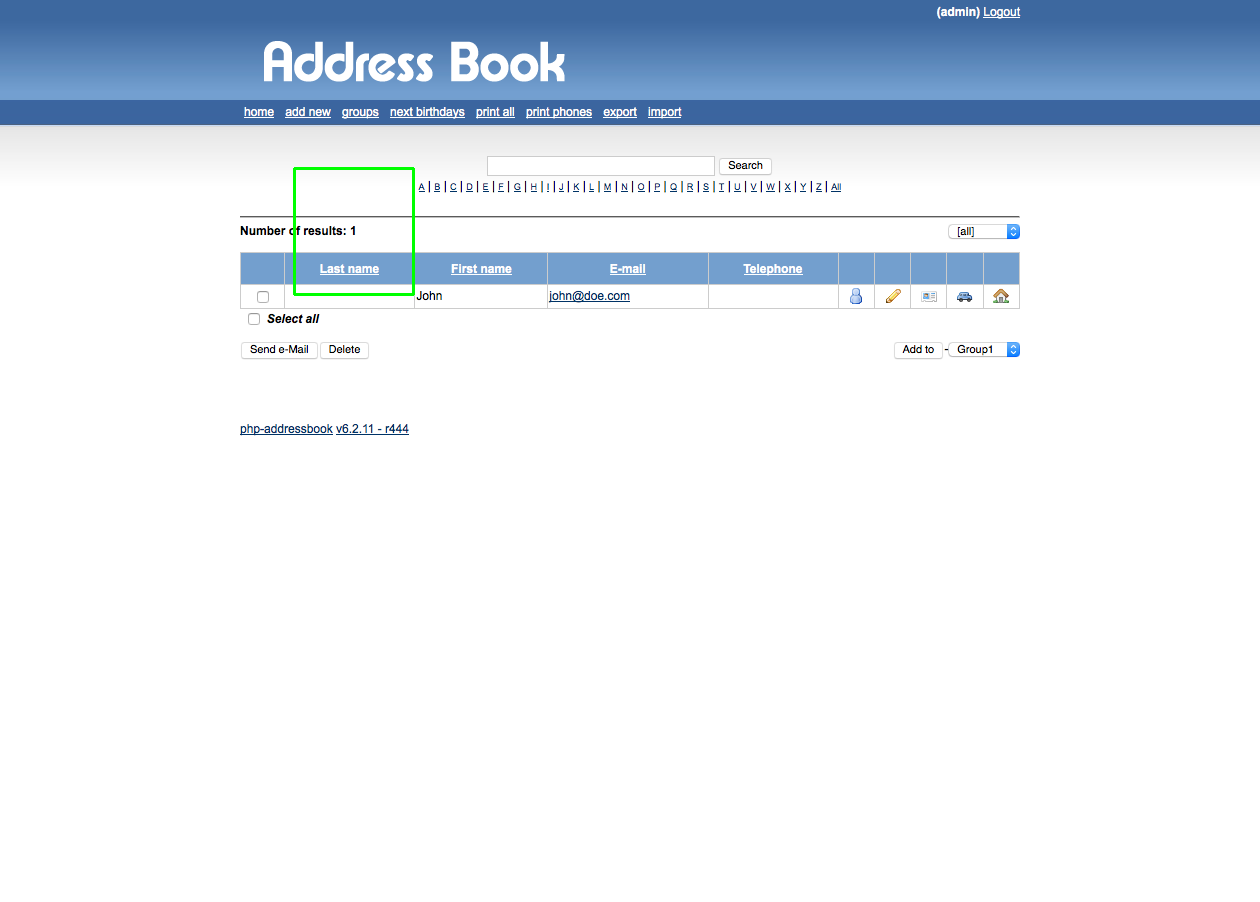 (admin) Logout
Address Book
home add new groups next birthdays print all print phones export import
Search
A | B | C | D | E | F | G | H | I | J | K | L | M | N | O | P | Q | R | S | T | U | V | W | X | Y | Z | All
Number of results: 1 [all]
Last name First name E-mail Telephone
John john@doe.com
Select all
Send e-Mail Delete Add to - Group1
php-addressbook v6.2.11 - r444